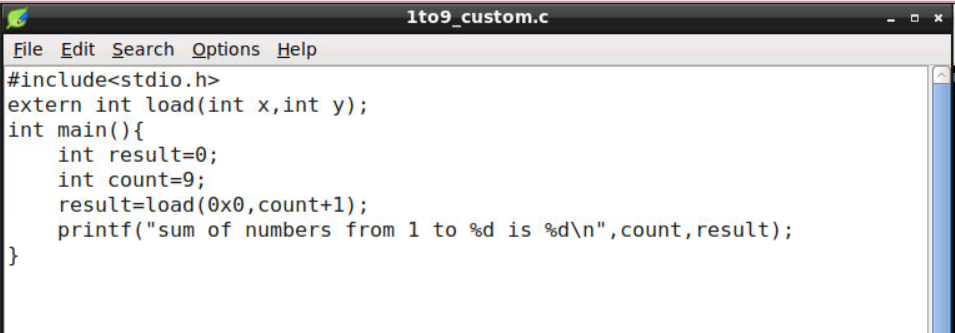 1to9_custom.c
File Edit Search Options Help
#include<stdio.h>
extern int load(int x,int y);
int main(){
    int result=0;
    int count=9;
    result=load(0x0,count+1);
    printf("sum of numbers from 1 to %d is %d\n",count,result);
}